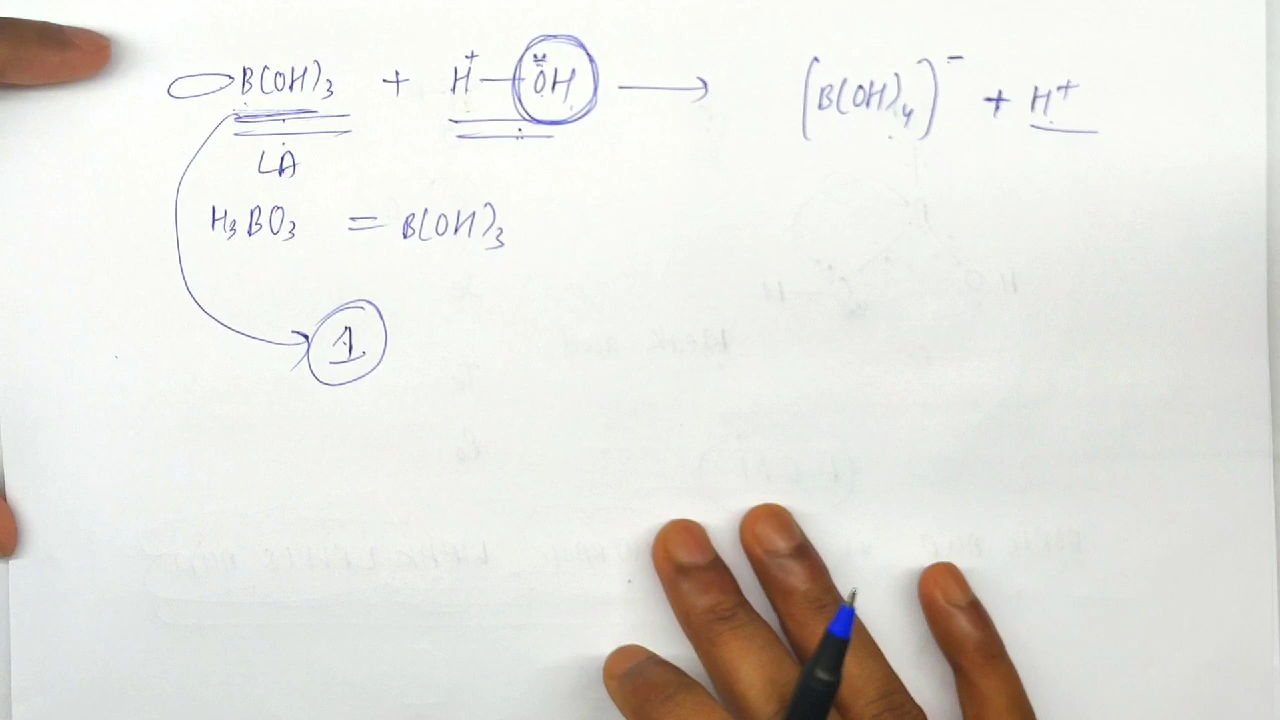 B(OH)₃ + H⁺—ÖH ⟶ (B(OH)₄)⁻ + H⁺
LA
H₃BO₃ = B(OH)₃
1